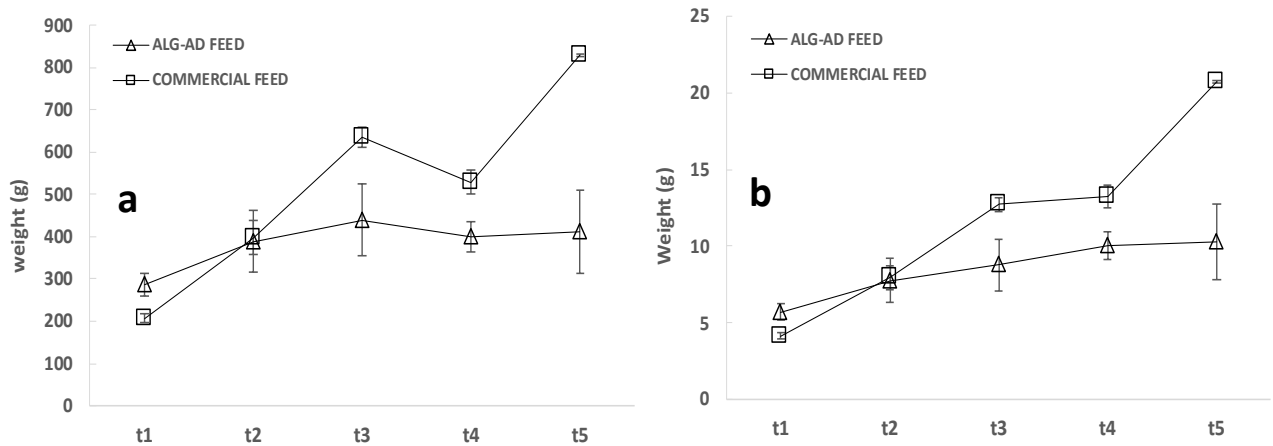 ALG-AD FEED
COMMERCIAL FEED
a
weight (g)
900
800
700
600
500
400
300
200
100
0
t1 t2 t3 t4 t5
ALG-AD FEED
COMMERCIAL FEED
b
Weight (g)
25
20
15
10
5
0
t1 t2 t3 t4 t5